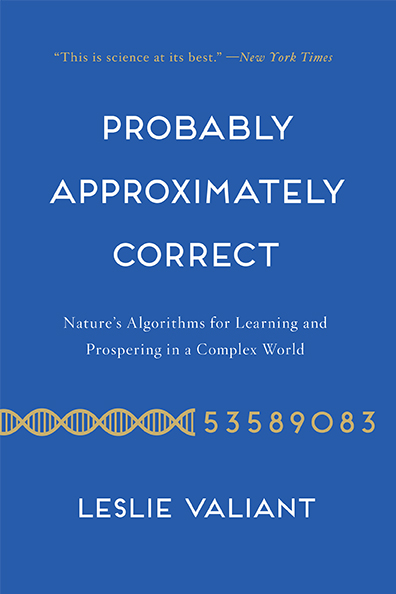 “This is science at its best.” —New York Times
PROBABLY
APPROXIMATELY
CORRECT
Nature’s Algorithms for Learning and
Prospering in a Complex World
53589083
LESLIE VALIANT